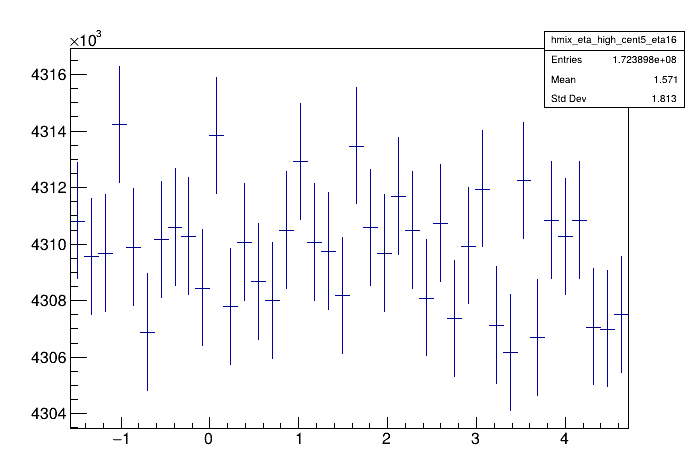 ×10³
hmix_eta_high_cent5_eta16
Entries 1.723898e+08
Mean 1.571
Std Dev 1.813
4316
4314
4312
4310
4308
4306
4304
−1 0 1 2 3 4